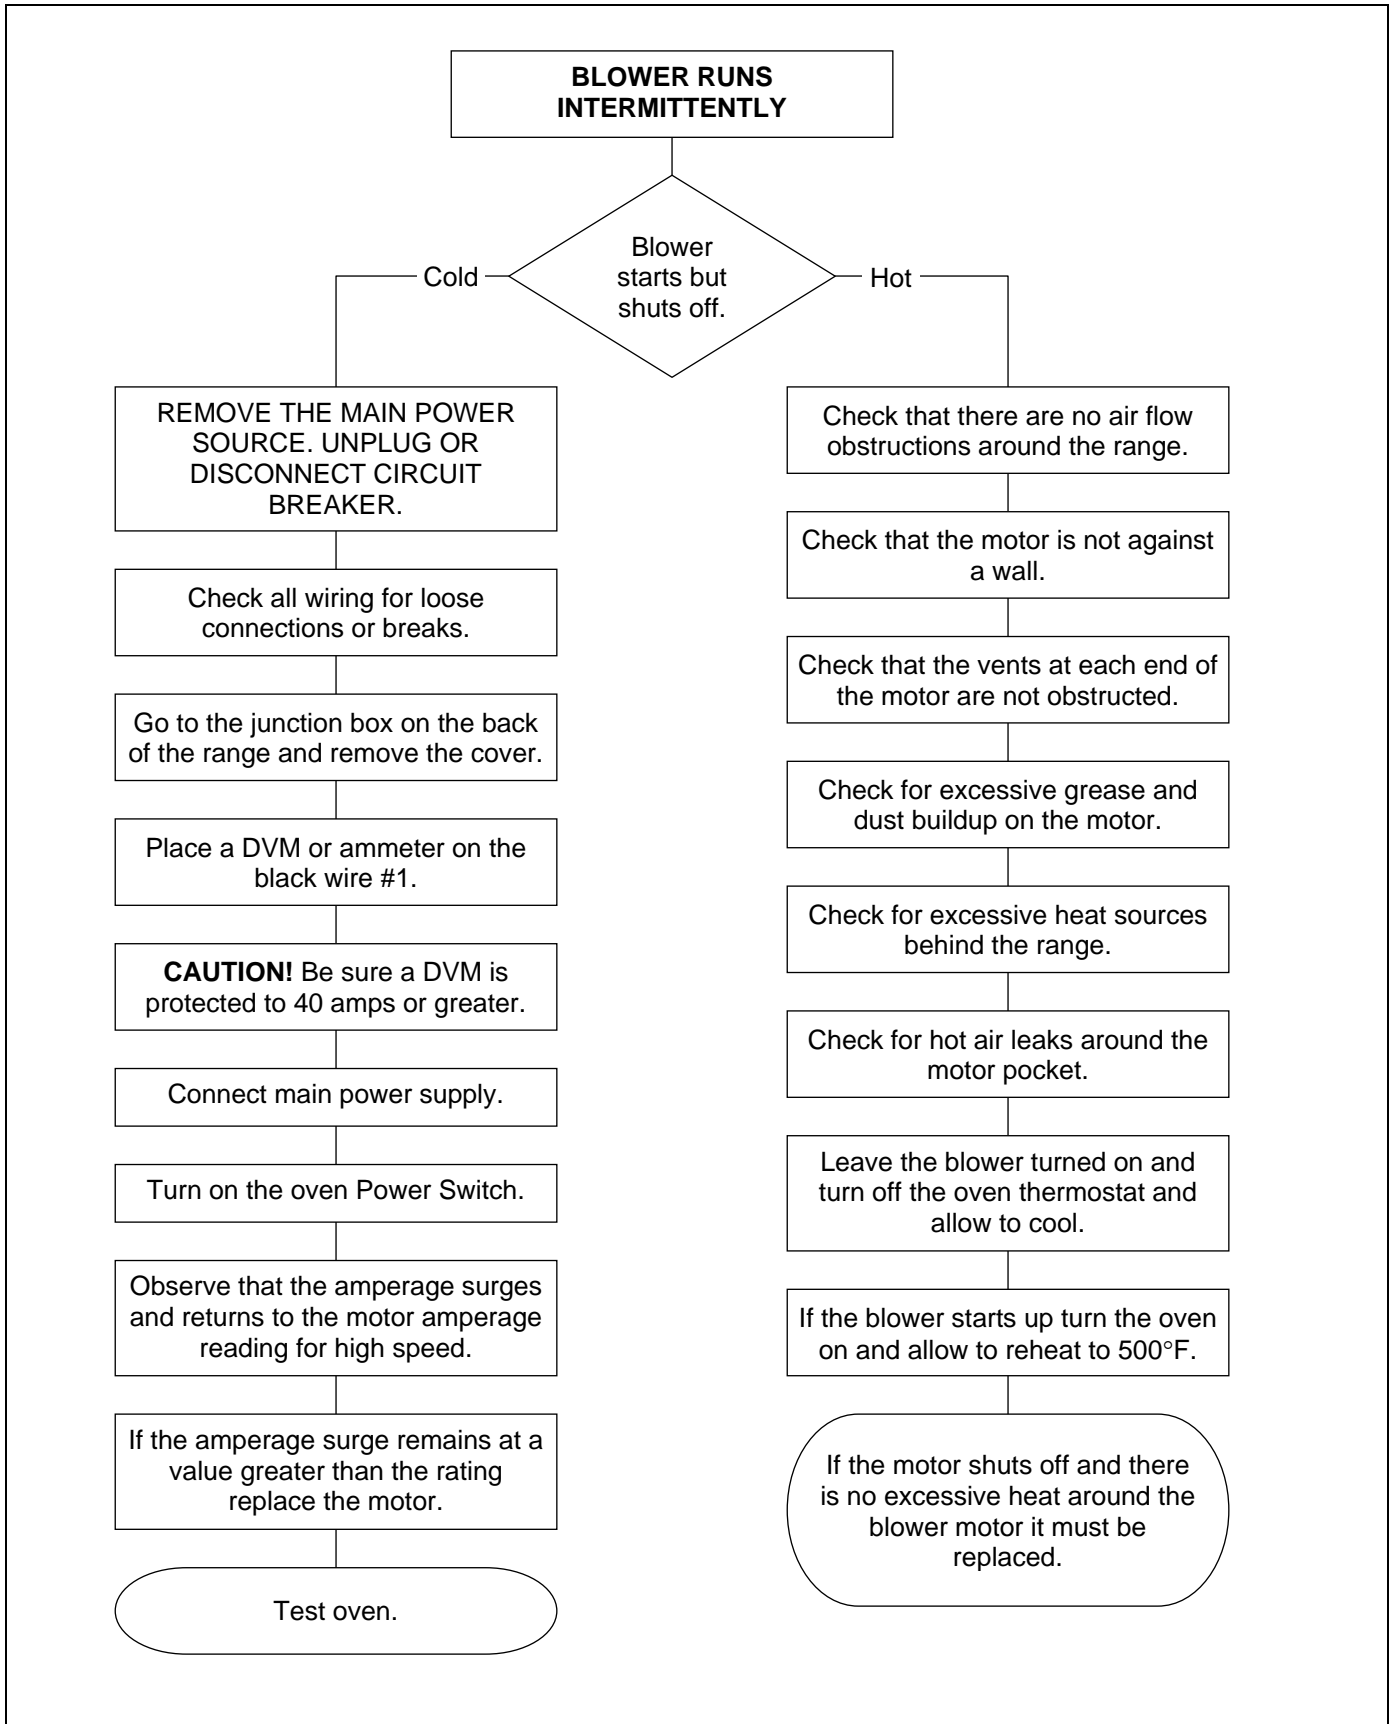 BLOWER RUNS
INTERMITTENTLY
Blower
starts but
shuts off.
Cold
Hot
REMOVE THE MAIN POWER
SOURCE. UNPLUG OR
DISCONNECT CIRCUIT
BREAKER.
Check all wiring for loose
connections or breaks.
Go to the junction box on the back
of the range and remove the cover.
Place a DVM or ammeter on the
black wire #1.
CAUTION! Be sure a DVM is
protected to 40 amps or greater.
Connect main power supply.
Turn on the oven Power Switch.
Observe that the amperage surges
and returns to the motor amperage
reading for high speed.
If the amperage surge remains at a
value greater than the rating
replace the motor.
Test oven.
Check that there are no air flow
obstructions around the range.
Check that the motor is not against
a wall.
Check that the vents at each end of
the motor are not obstructed.
Check for excessive grease and
dust buildup on the motor.
Check for excessive heat sources
behind the range.
Check for hot air leaks around the
motor pocket.
Leave the blower turned on and
turn off the oven thermostat and
allow to cool.
If the blower starts up turn the oven
on and allow to reheat to 500°F.
If the motor shuts off and there
is no excessive heat around the
blower motor it must be
replaced.